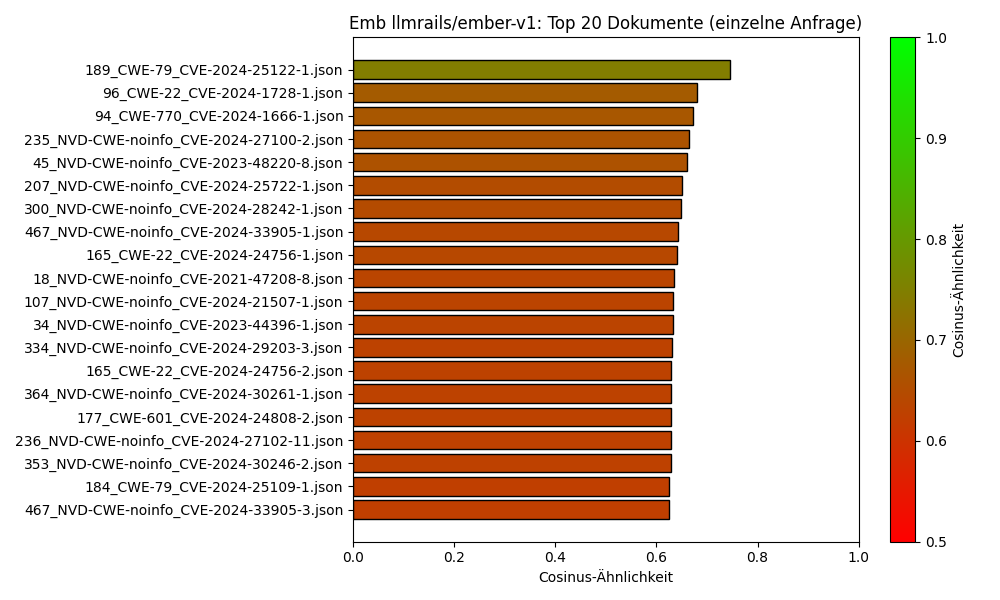 Emb llmrails/ember-v1: Top 20 Dokumente (einzelne Anfrage)
189_CWE-79_CVE-2024-25122-1.json
96_CWE-22_CVE-2024-1728-1.json
94_CWE-770_CVE-2024-1666-1.json
235_NVD-CWE-noinfo_CVE-2024-27100-2.json
45_NVD-CWE-noinfo_CVE-2023-48220-8.json
207_NVD-CWE-noinfo_CVE-2024-25722-1.json
300_NVD-CWE-noinfo_CVE-2024-28242-1.json
467_NVD-CWE-noinfo_CVE-2024-33905-1.json
165_CWE-22_CVE-2024-24756-1.json
18_NVD-CWE-noinfo_CVE-2021-47208-8.json
107_NVD-CWE-noinfo_CVE-2024-21507-1.json
34_NVD-CWE-noinfo_CVE-2023-44396-1.json
334_NVD-CWE-noinfo_CVE-2024-29203-3.json
165_CWE-22_CVE-2024-24756-2.json
364_NVD-CWE-noinfo_CVE-2024-30261-1.json
177_CWE-601_CVE-2024-24808-2.json
236_NVD-CWE-noinfo_CVE-2024-27102-11.json
353_NVD-CWE-noinfo_CVE-2024-30246-2.json
184_CWE-79_CVE-2024-25109-1.json
467_NVD-CWE-noinfo_CVE-2024-33905-3.json
0.0 0.2 0.4 0.6 0.8 1.0
Cosinus-Ähnlichkeit
1.0
0.9
0.8
0.7
0.6
0.5
Cosinus-Ähnlichkeit